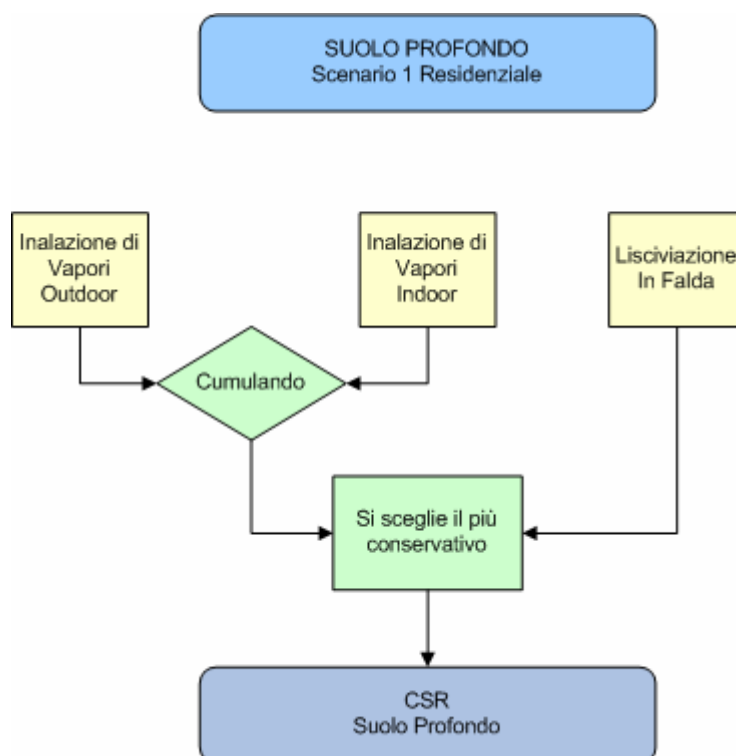 SUOLO PROFONDO
Scenario 1 Residenziale
Inalazione di
Vapori
Outdoor
Inalazione di
Vapori
Indoor
Lisciviazione
In Falda
Cumulando
Si sceglie il più
conservativo
CSR
Suolo Profondo